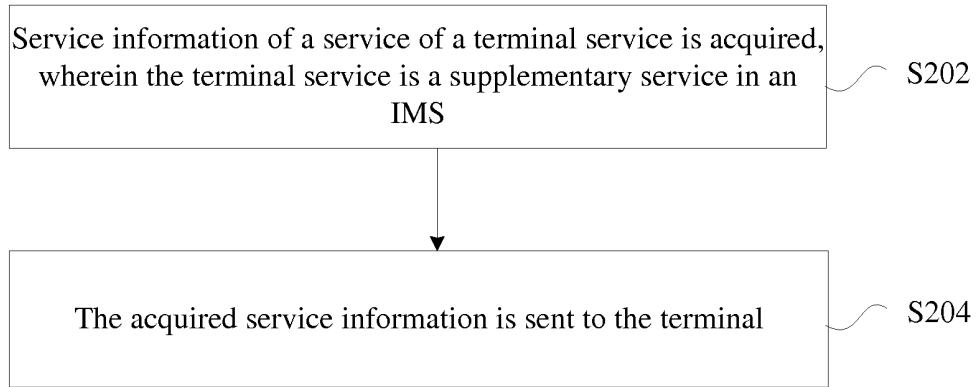 Service information of a service of a terminal service is acquired,
wherein the terminal service is a supplementary service in an
IMS
S202
The acquired service information is sent to the terminal
S204